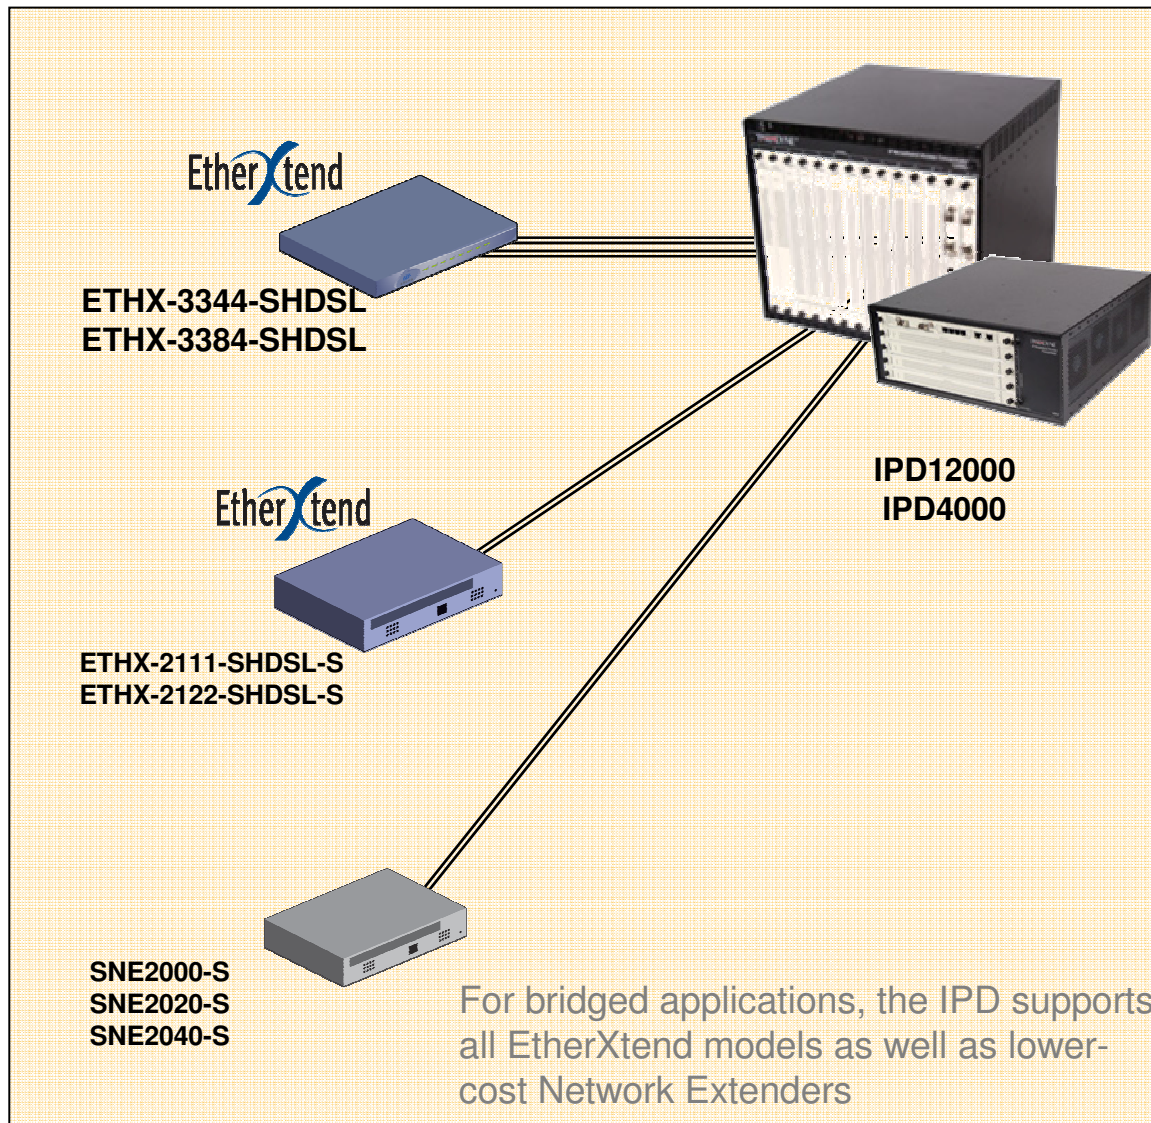 EtherXtend
ETHX-3344-SHDSL
ETHX-3384-SHDSL
IPD12000
IPD4000
EtherXtend
ETHX-2111-SHDSL-S
ETHX-2122-SHDSL-S
SNE2000-S
SNE2020-S
SNE2040-S
For bridged applications, the IPD supports
all EtherXtend models as well as lower-
cost Network Extenders